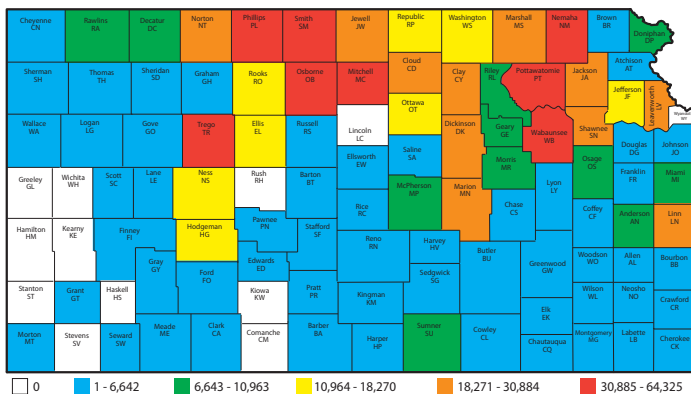 Cheyenne
CN
Rawlins
RA
Decatur
DC
Norton
NT
Phillips
PL
Smith
SM
Jewell
JW
Republic
RP
Washington
WS
Marshall
MS
Nemaha
NM
Brown
BR
Doniphan
DP
Sherman
SH
Thomas
TH
Sheridan
SD
Graham
GH
Rooks
RO
Osborne
OB
Mitchell
MC
Cloud
CD
Clay
CY
Riley
RL
Pottawatomie
PT
Jackson
JA
Atchison
AT
Jefferson
JF
Leavenworth
LV
Wyandotte
WY
Wallace
WA
Logan
LG
Gove
GO
Trego
TR
Ellis
EL
Russell
RS
Lincoln
LC
Ottawa
OT
Saline
SA
Dickinson
DK
Geary
GE
Morris
MR
Wabaunsee
WB
Shawnee
SN
Osage
OS
Douglas
DG
Johnson
JO
Greeley
GL
Wichita
WH
Scott
SC
Lane
LE
Ness
NS
Rush
RH
Barton
BT
Ellsworth
EW
Rice
RC
McPherson
MP
Marion
MN
Chase
CS
Lyon
LY
Franklin
FR
Miami
MI
Hamilton
HM
Kearny
KE
Finney
FI
Hodgeman
HG
Pawnee
PN
Stafford
SF
Reno
RN
Harvey
HV
Butler
BU
Greenwood
GW
Coffey
CF
Anderson
AN
Linn
LN
Stanton
ST
Grant
GT
Haskell
HS
Gray
GY
Ford
FO
Edwards
ED
Kiowa
KW
Pratt
PR
Kingman
KM
Sedgwick
SG
Woodson
WO
Allen
AL
Bourbon
BB
Elk
EK
Wilson
WL
Neosho
NO
Crawford
CR
Morton
MT
Stevens
SV
Seward
SW
Meade
ME
Clark
CA
Comanche
CM
Barber
BA
Harper
HP
Sumner
SU
Cowley
CL
Chautauqua
CQ
Montgomery
MG
Labette
LB
Cherokee
CK
0 1 - 6,642 6,643 - 10,963 10,964 - 18,270 18,271 - 30,884 30,885 - 64,325